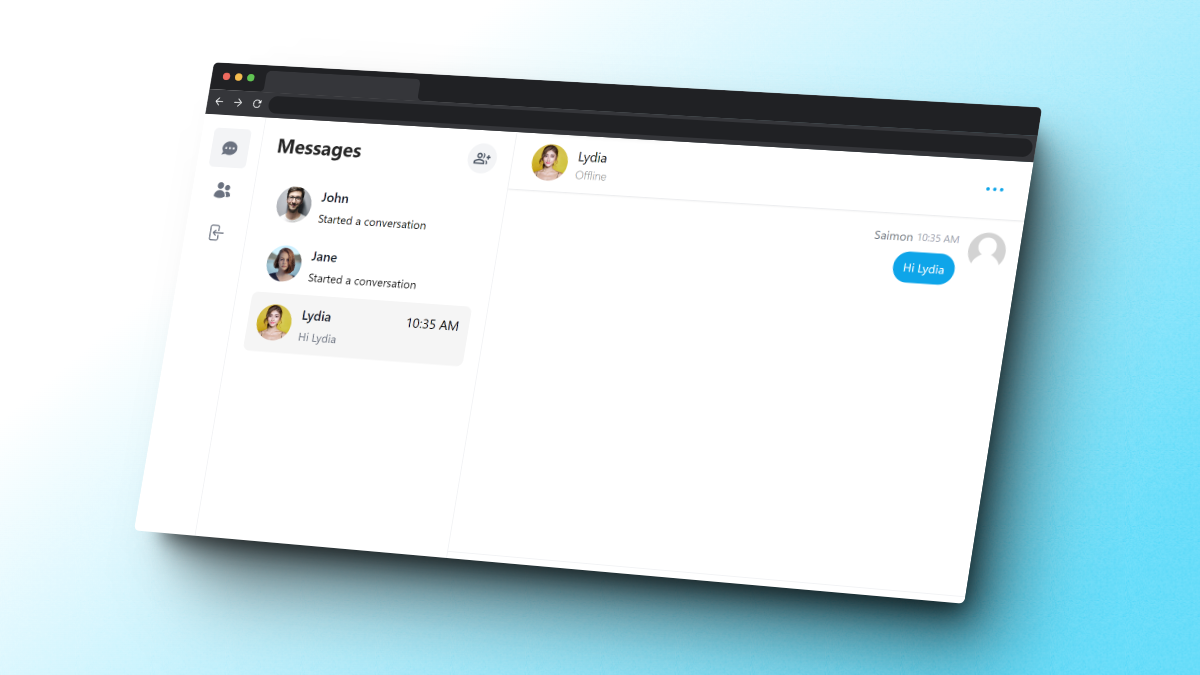 Messages
John
Started a conversation
Jane
Started a conversation
Lydia 10:35 AM
Hi Lydia
Lydia
Offline
Saimon 10:35 AM
Hi Lydia